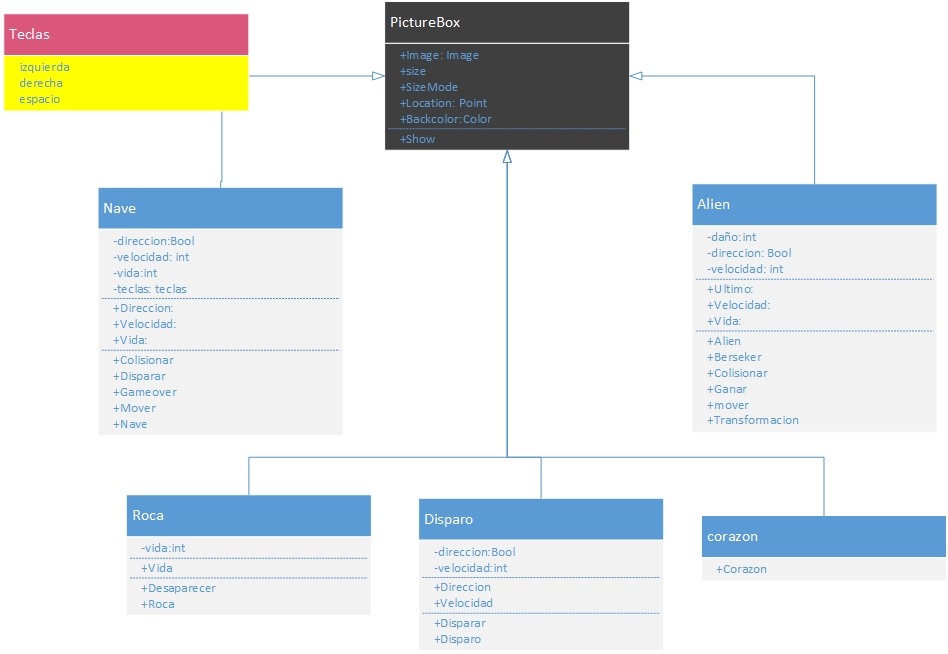 Teclas
izquierda
derecha
espacio
PictureBox
+Image: Image
+size
+SizeMode
+Location: Point
+Backcolor:Color
+Show
Nave
-direccion:Bool
-velocidad: int
-vida:int
-teclas: teclas
+Direccion:
+Velocidad:
+Vida:
+Colisionar
+Disparar
+Gameover
+Mover
+Nave
Alien
-daño:int
-direccion: Bool
-velocidad: int
+Ultimo:
+Velocidad:
+Vida:
+Alien
+Berseker
+Colisionar
+Ganar
+mover
+Transformacion
Roca
-vida:int
+Vida
+Desaparecer
+Roca
Disparo
-direccion:Bool
-velocidad:int
+Direccion
+Velocidad
+Disparar
+Disparo
corazon
+Corazon